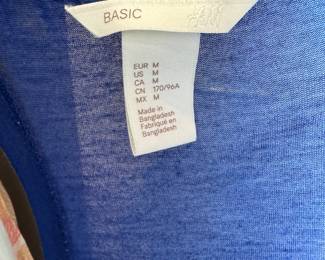 BASIC
EUR M
US M
CA M
CN 170/96A
MX M
Made in
Bangladesh
Fabriqué en
Bangladesh